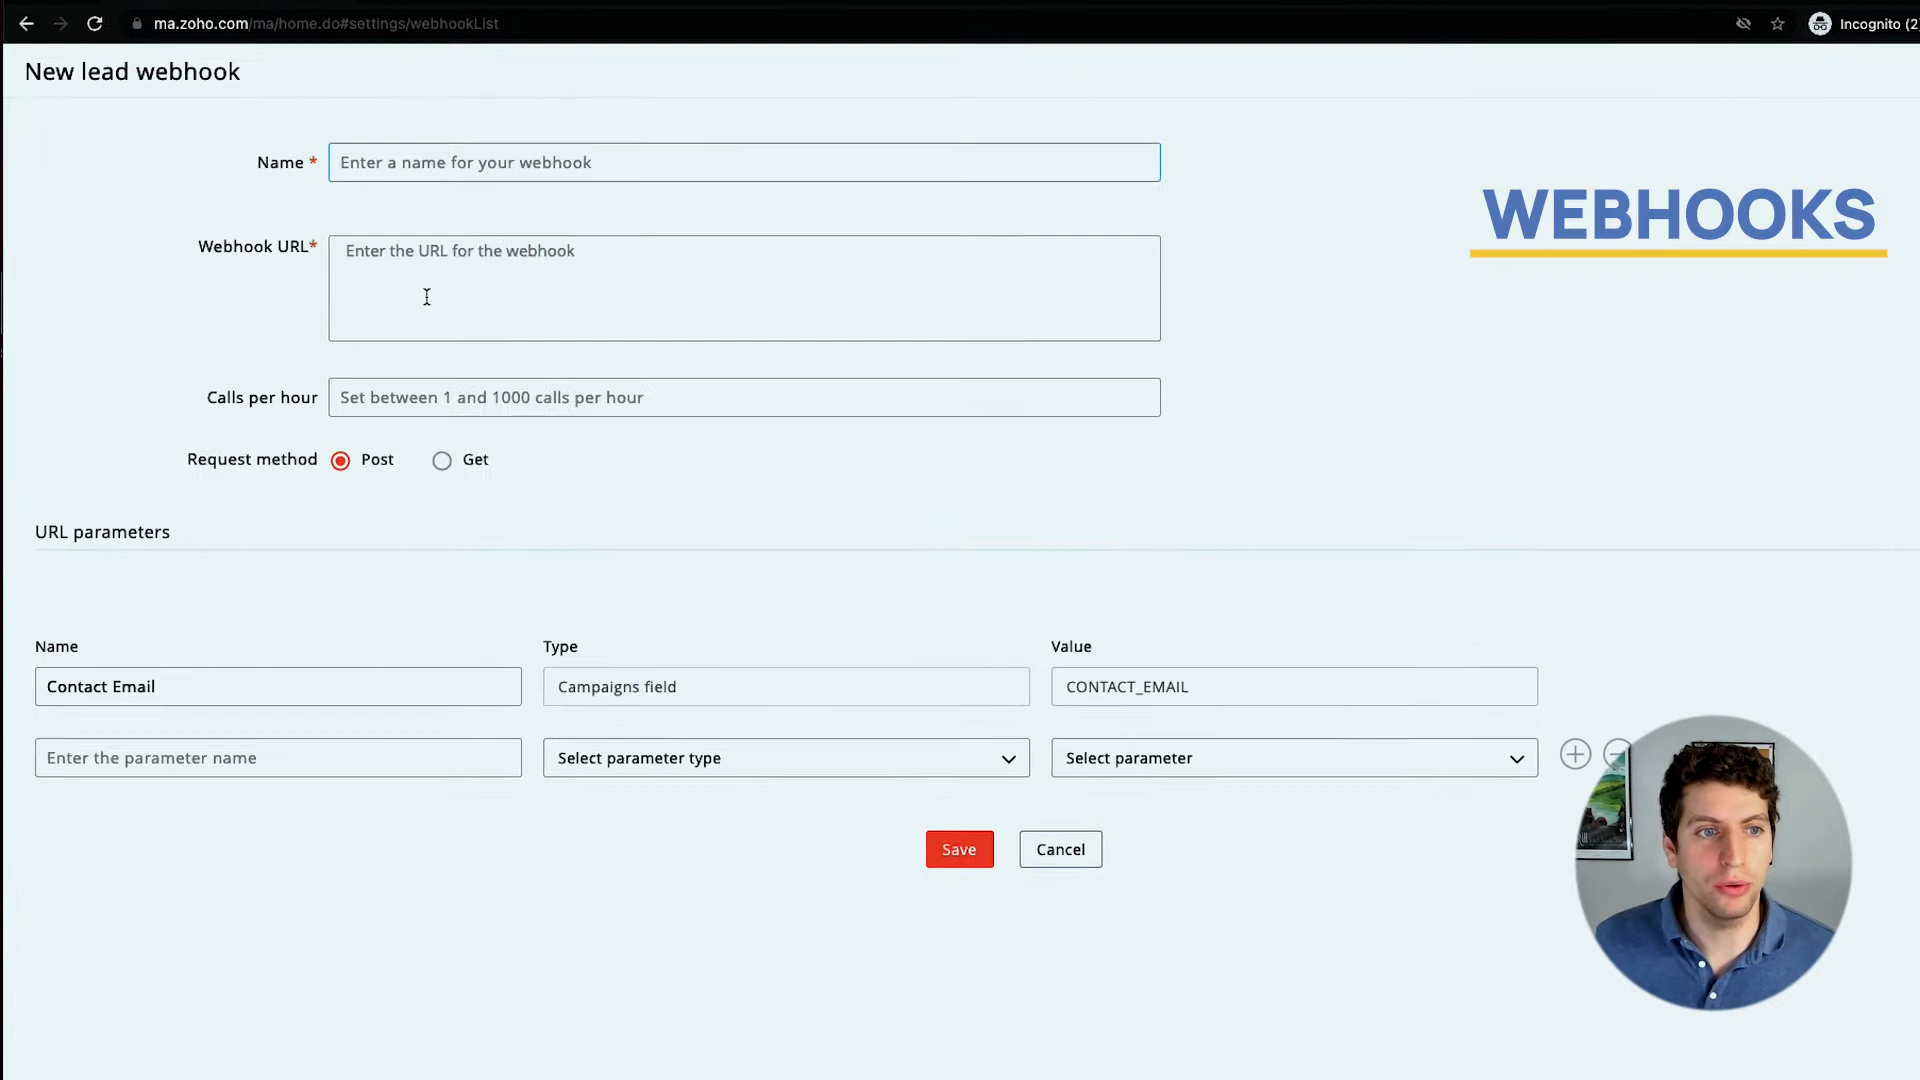 ma.zoho.com/ma/home.do#settings/webhookList
Incognito (2
New lead webhook
Name * Enter a name for your webhook
WEBHOOKS
Webhook URL* Enter the URL for the webhook
Calls per hour Set between 1 and 1000 calls per hour
Request method Post Get
URL parameters
Name Type Value
Contact Email Campaigns field CONTACT_EMAIL
Enter the parameter name Select parameter type Select parameter
Save Cancel